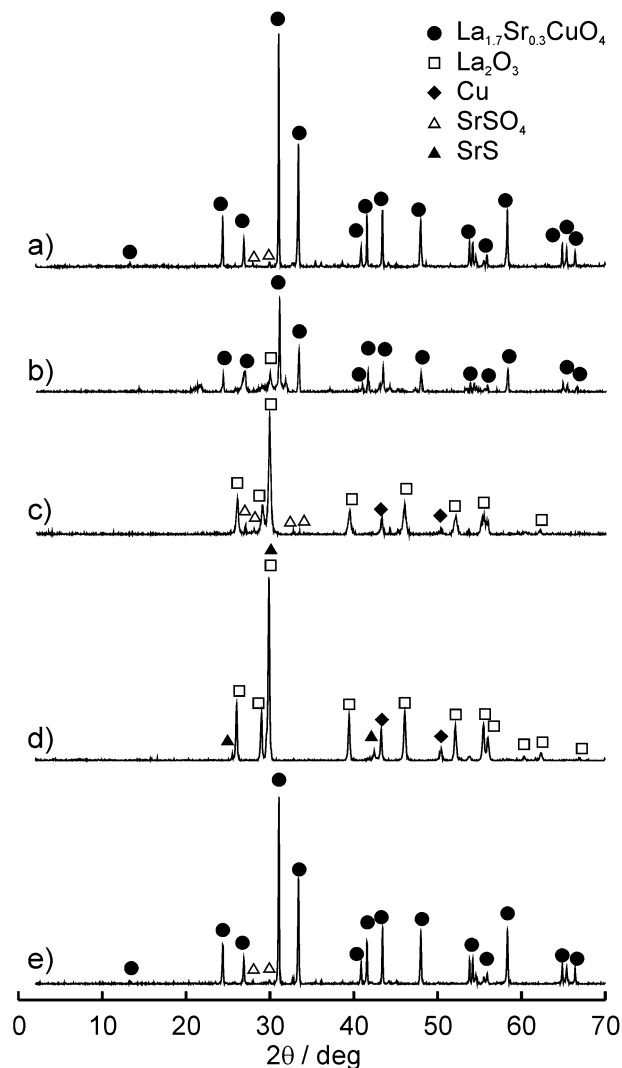 La₁.₇Sr₀.₃CuO₄
La₂O₃
Cu
SrSO₄
SrS
a)
b)
c)
d)
e)
0 10 20 30 40 50 60 70
2θ / deg